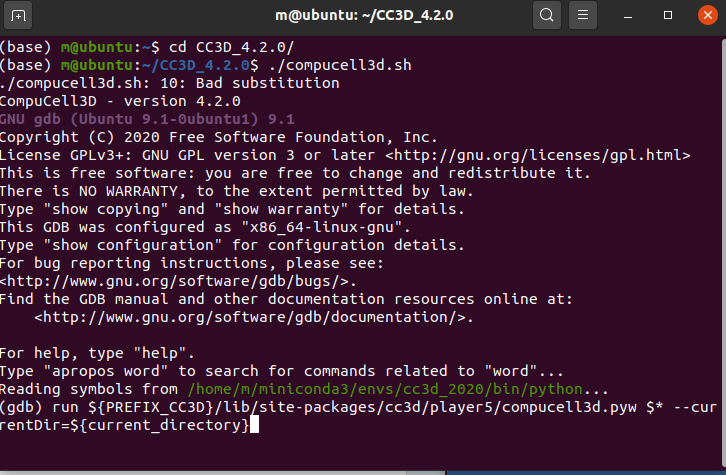 m@ubuntu: ~/CC3D_4.2.0
(base) m@ubuntu:~$ cd CC3D_4.2.0/
(base) m@ubuntu:~/CC3D_4.2.0$ ./compucell3d.sh
./compucell3d.sh: 10: Bad substitution
CompuCell3D - version 4.2.0
GNU gdb (Ubuntu 9.1-0ubuntu1) 9.1
Copyright (C) 2020 Free Software Foundation, Inc.
License GPLv3+: GNU GPL version 3 or later <http://gnu.org/licenses/gpl.html>
This is free software: you are free to change and redistribute it.
There is NO WARRANTY, to the extent permitted by law.
Type "show copying" and "show warranty" for details.
This GDB was configured as "x86_64-linux-gnu".
Type "show configuration" for configuration details.
For bug reporting instructions, please see:
<http://www.gnu.org/software/gdb/bugs/>.
Find the GDB manual and other documentation resources online at:
    <http://www.gnu.org/software/gdb/documentation/>.

For help, type "help".
Type "apropos word" to search for commands related to "word"...
Reading symbols from /home/m/miniconda3/envs/cc3d_2020/bin/python...
(gdb) run ${PREFIX_CC3D}/lib/site-packages/cc3d/player5/compucell3d.pyw $* --cur
rentDir=${current_directory}